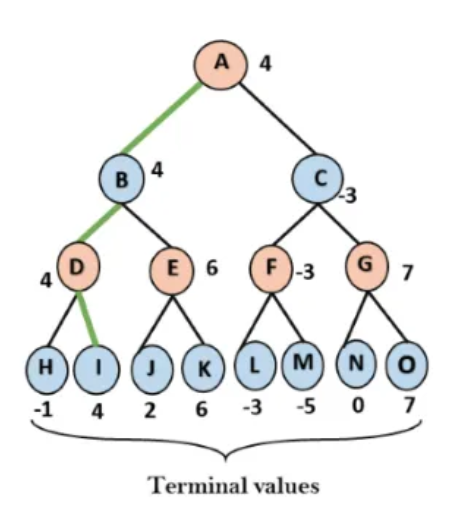 A 4
B 4 C -3
4 D E 6 F -3 G 7
H I J K L M N O
-1 4 2 6 -3 -5 0 7
Terminal values